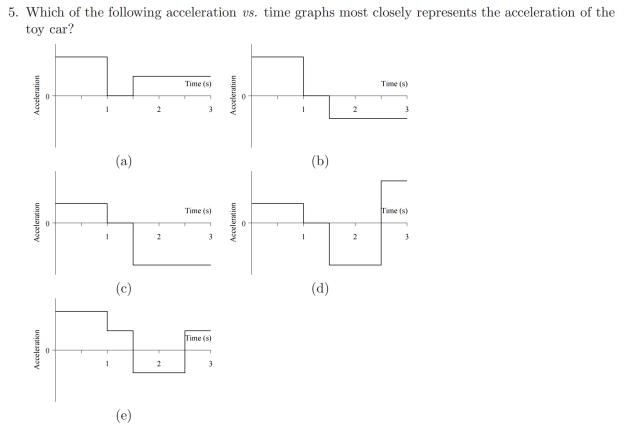 5. Which of the following acceleration vs. time graphs most closely represents the acceleration of the
toy car?
Acceleration
0
1
2
3
Time (s)
(a)
Acceleration
0
1
2
3
Time (s)
(b)
Acceleration
0
1
2
3
Time (s)
(c)
Acceleration
0
1
2
3
Time (s)
(d)
Acceleration
0
1
2
3
Time (s)
(e)